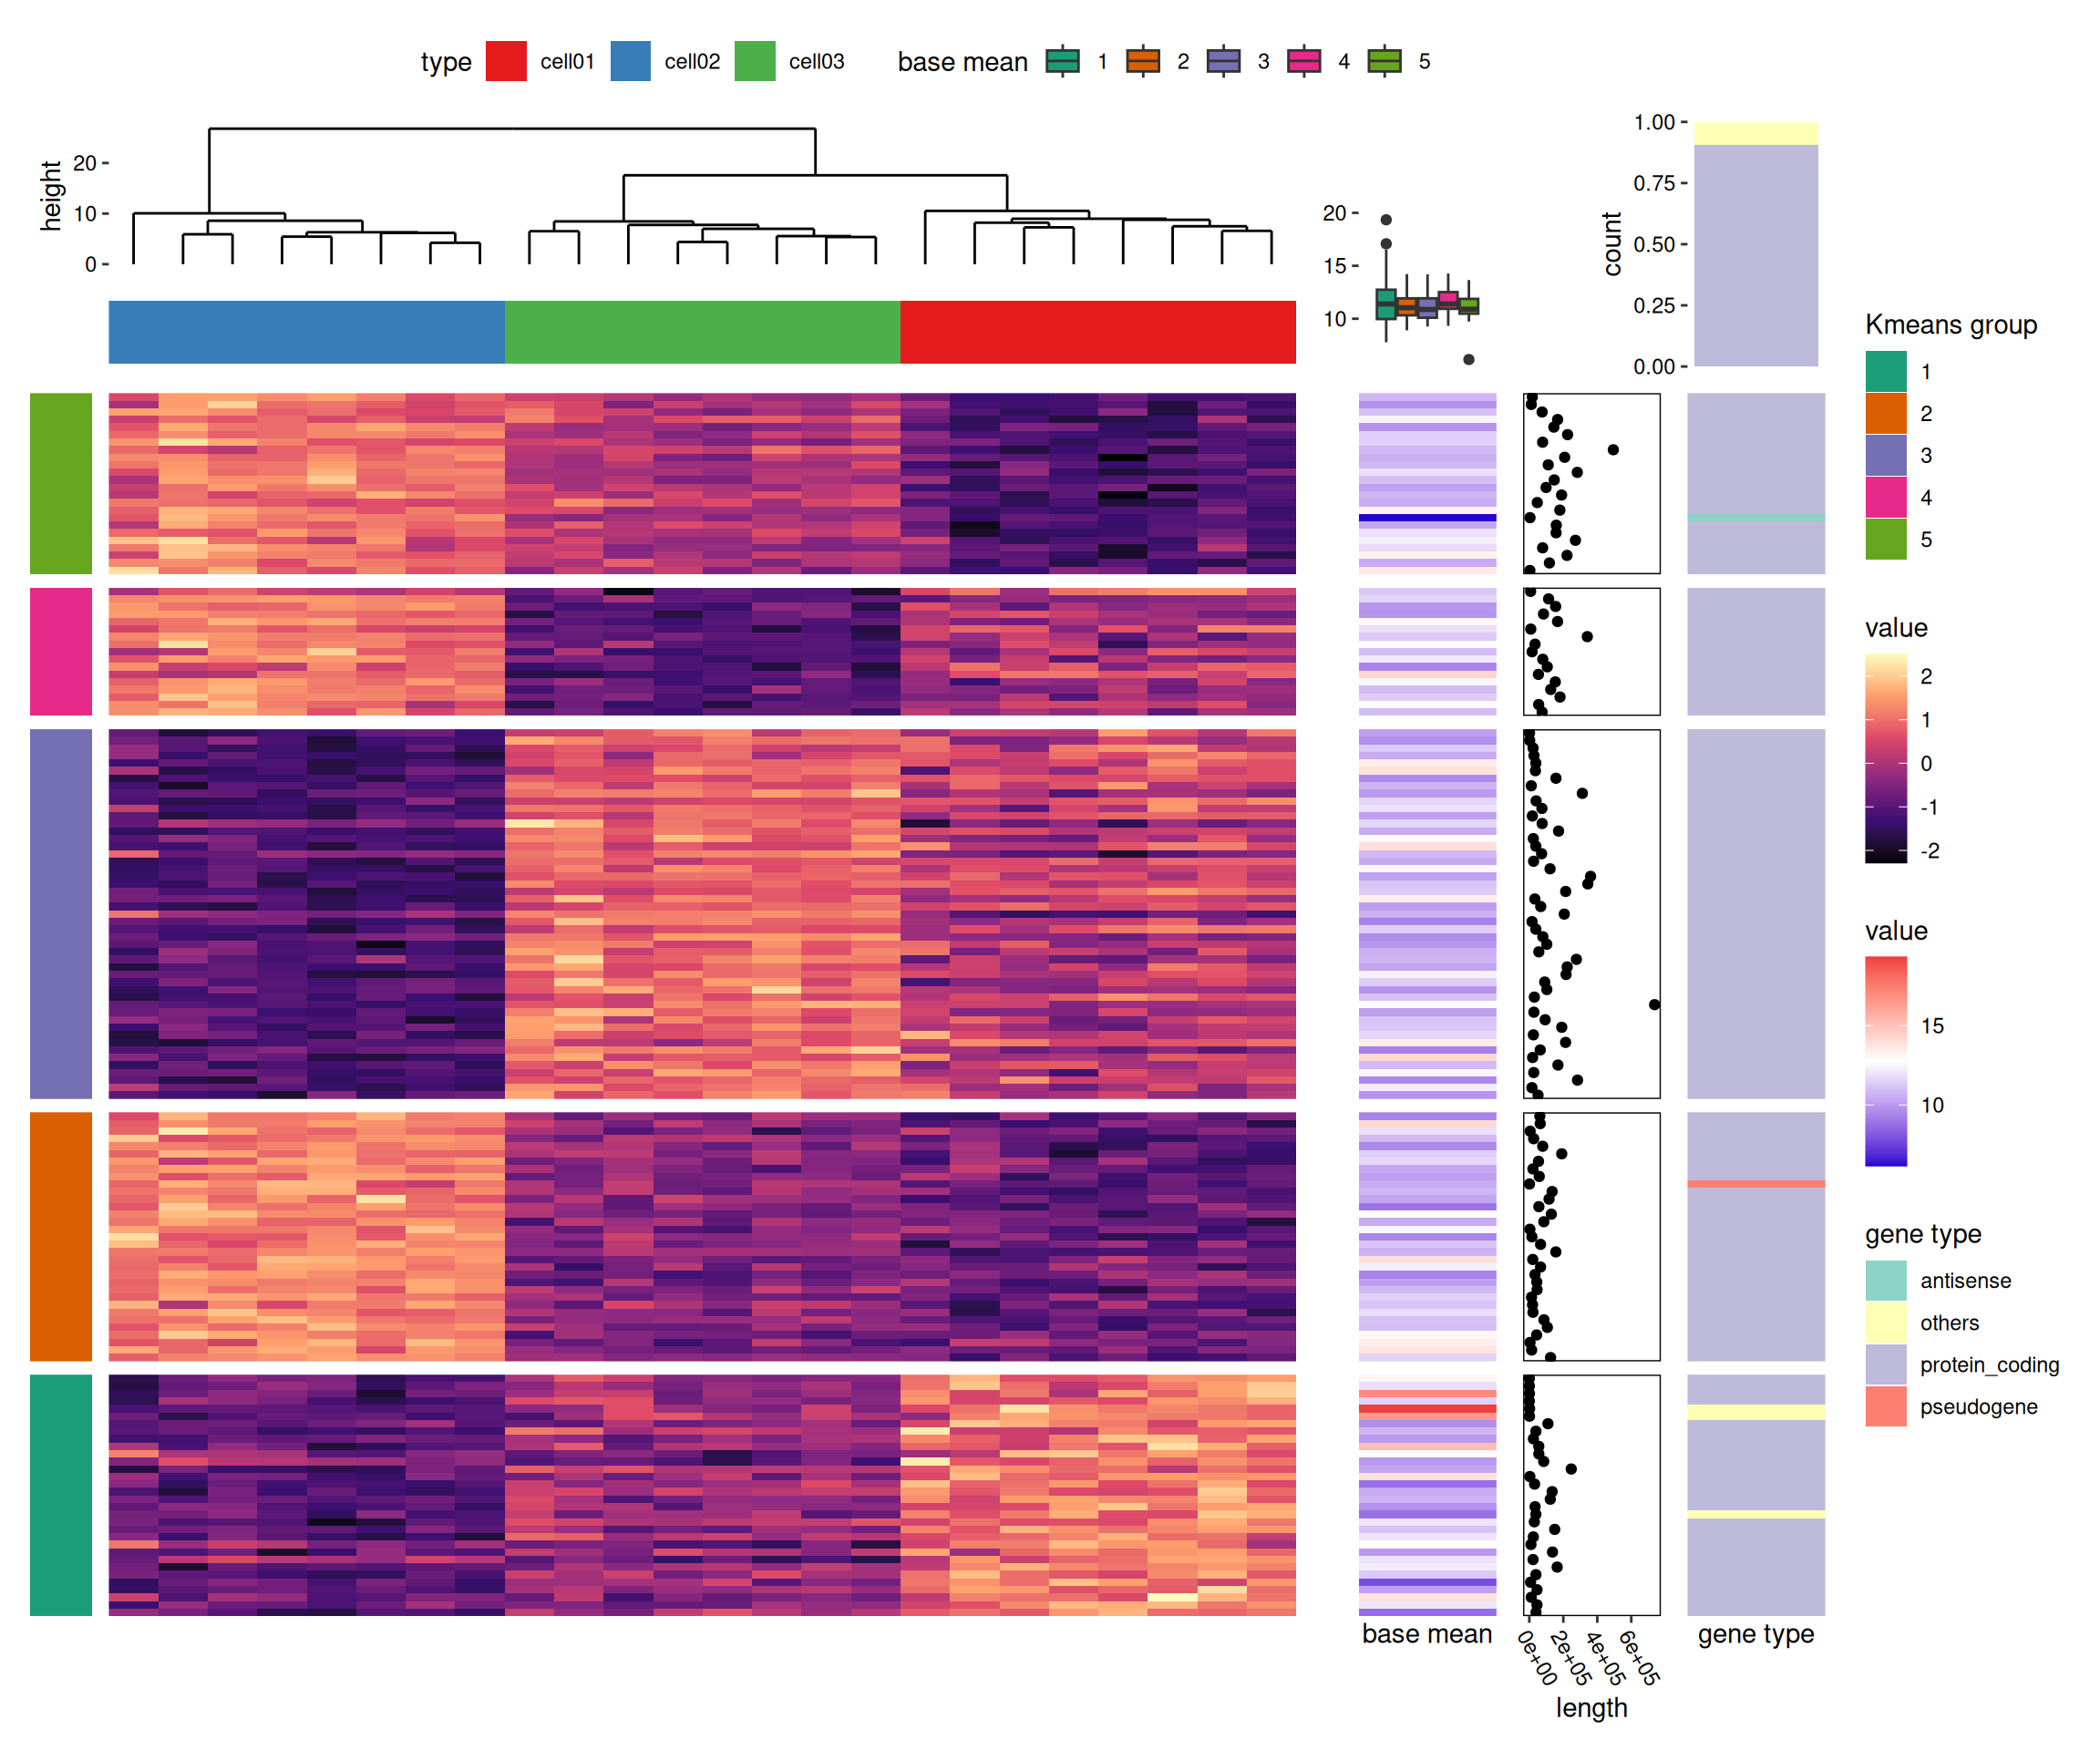 type cell01 cell02 cell03 base mean 1 2 3 4 5
height
20
10
0
20
15
10
count
1.00
0.75
0.50
0.25
0.00
Kmeans group
1
2
3
4
5
value
2
1
0
-1
-2
value
15
10
gene type
antisense
others
protein_coding
pseudogene
base mean
0e+00 2e+05 4e+05 6e+05
length
gene type